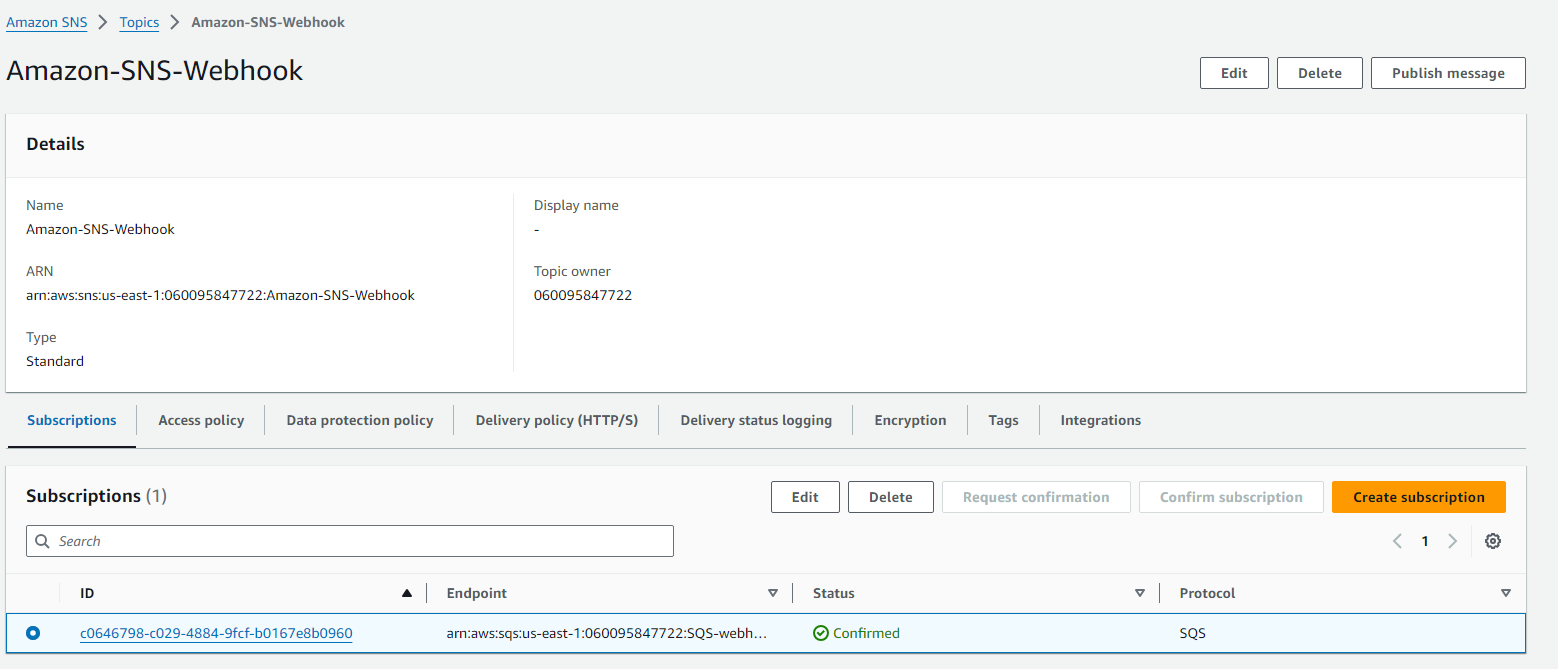 Amazon SNS > Topics > Amazon-SNS-Webhook
Amazon-SNS-Webhook
Edit Delete Publish message
Details
Name Display name
Amazon-SNS-Webhook -
ARN Topic owner
arn:aws:sns:us-east-1:060095847722:Amazon-SNS-Webhook 060095847722
Type
Standard
Subscriptions Access policy Data protection policy Delivery policy (HTTP/S) Delivery status logging Encryption Tags Integrations
Subscriptions (1) Edit Delete Request confirmation Confirm subscription Create subscription
Search 1
ID Endpoint Status Protocol
c0646798-c029-4884-9fcf-b0167e8b0960 arn:aws:sqs:us-east-1:060095847722:SQS-webh… Confirmed SQS